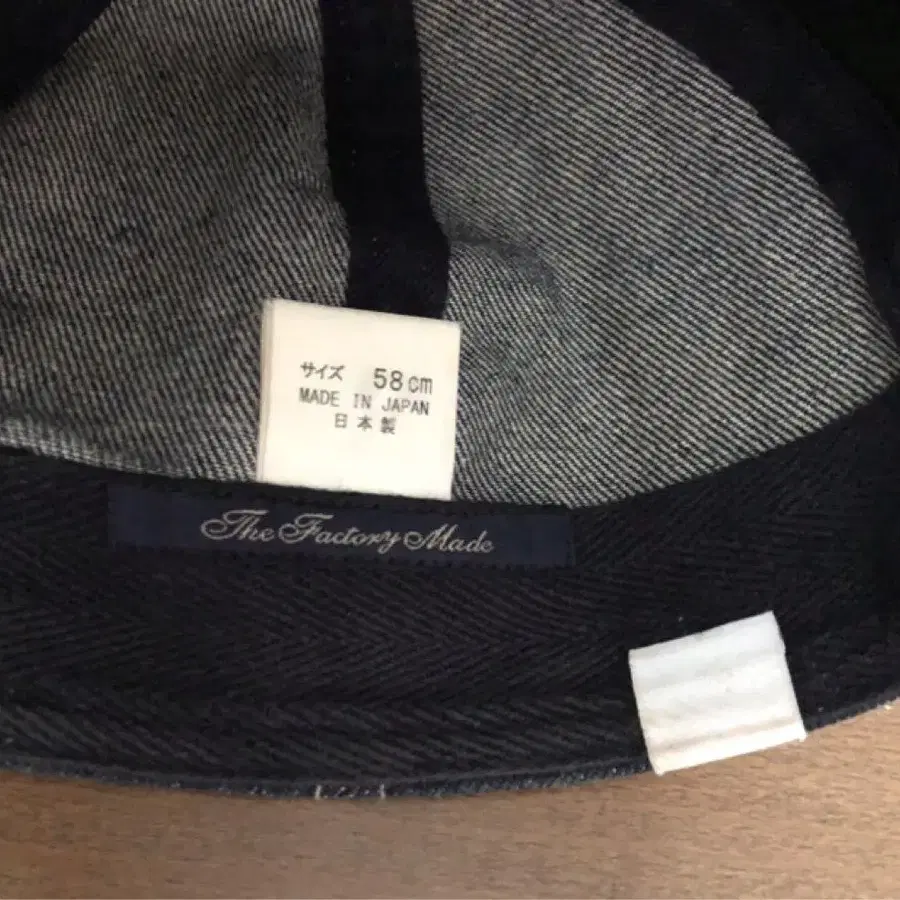 サイズ 58cm
MADE IN JAPAN
日本製
The Factory Made